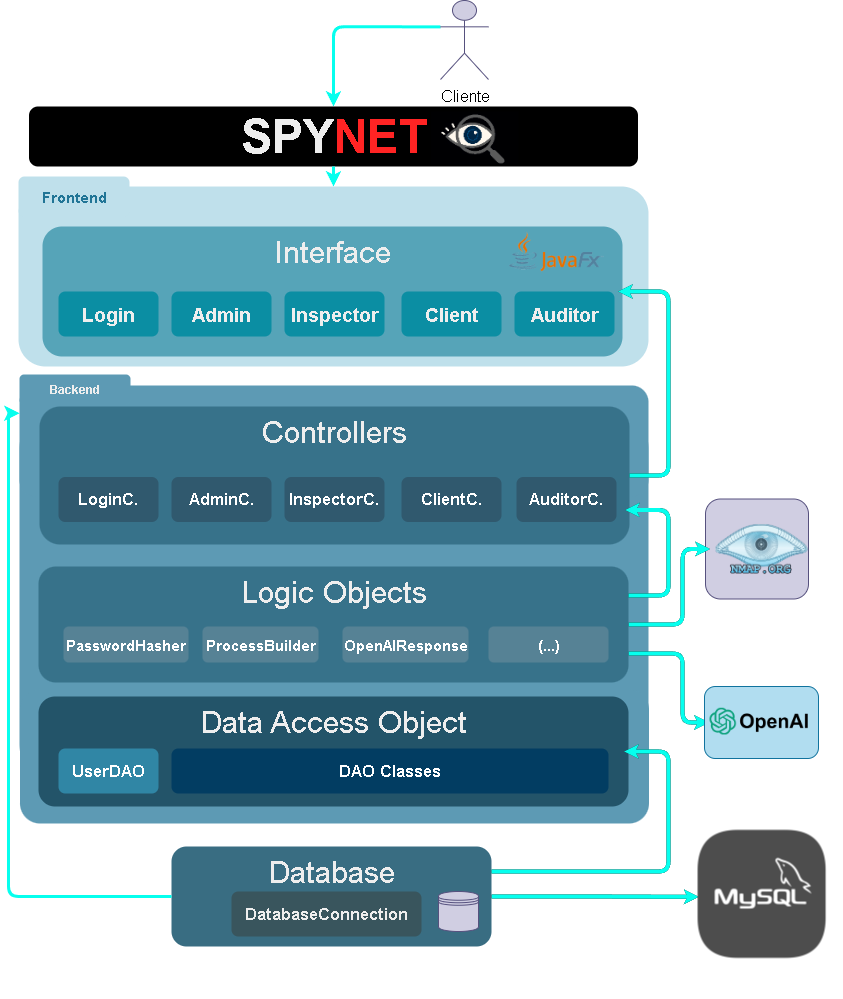 Cliente
SPYNET
Frontend
Interface
JavaFx
Login
Admin
Inspector
Client
Auditor
Backend
Controllers
LoginC.
AdminC.
InspectorC.
ClientC.
AuditorC.
NMAP.ORG
Logic Objects
PasswordHasher
ProcessBuilder
OpenAIResponse
(...)
OpenAI
Data Access Object
UserDAO
DAO Classes
Database
DatabaseConnection
MySQL